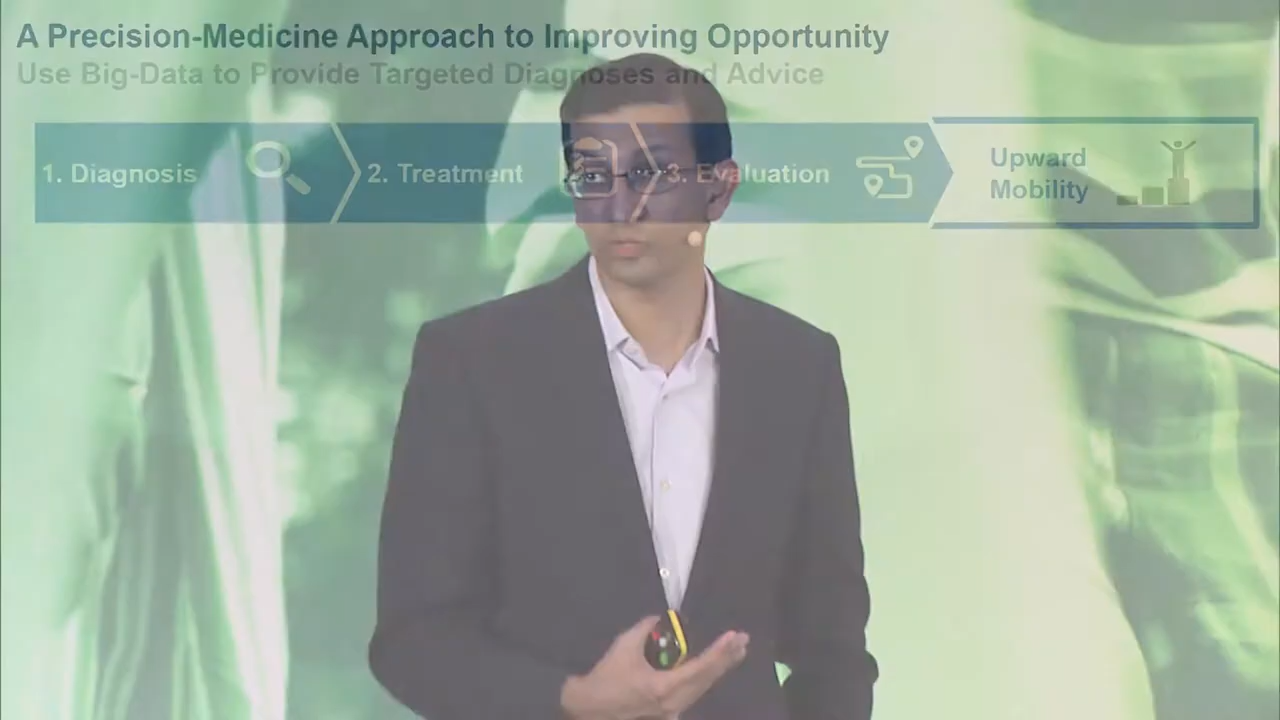 A Precision-Medicine Approach to Improving Opportunity
Use Big-Data to Provide Targeted Diagnoses and Advice
1. Diagnosis
2. Treatment
3. Evaluation
Upward
Mobility